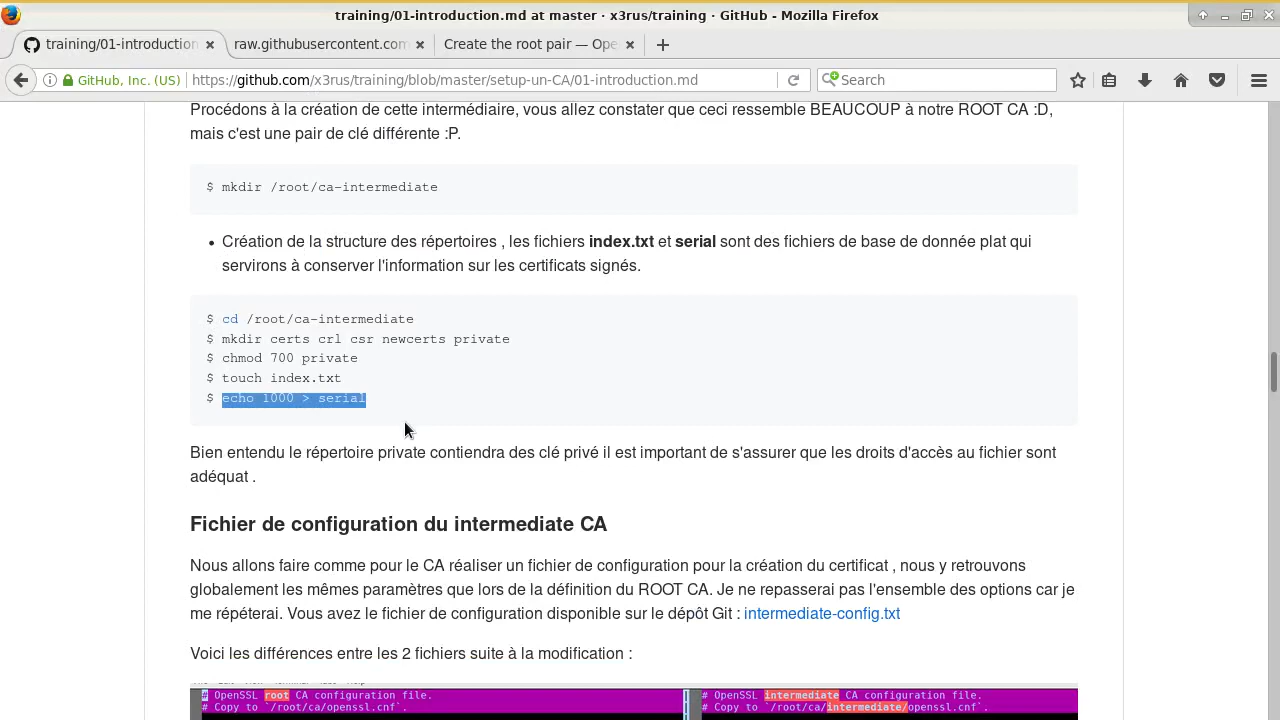 training/01-introduction.md at master · x3rus/training · GitHub - Mozilla Firefox
training/01-introduction × raw.githubusercontent.com × Create the root pair — Ope ×
GitHub, Inc. (US) https://github.com/x3rus/training/blob/master/setup-un-CA/01-introduction.md Search
Procédons à la création de cette intermédiaire, vous allez constater que ceci ressemble BEAUCOUP à notre ROOT CA :D,
mais c'est une pair de clé différente :P.
$ mkdir /root/ca-intermediate
• Création de la structure des répertoires , les fichiers index.txt et serial sont des fichiers de base de donnée plat qui
servirons à conserver l'information sur les certificats signés.
$ cd /root/ca-intermediate
$ mkdir certs crl csr newcerts private
$ chmod 700 private
$ touch index.txt
$ echo 1000 > serial
Bien entendu le répertoire private contiendra des clé privé il est important de s'assurer que les droits d'accès au fichier sont
adéquat .
Fichier de configuration du intermediate CA
Nous allons faire comme pour le CA réaliser un fichier de configuration pour la création du certificat , nous y retrouvons
globalement les mêmes paramètres que lors de la définition du ROOT CA. Je ne repasserai pas l'ensemble des options car je
me répéterai. Vous avez le fichier de configuration disponible sur le dépôt Git : intermediate-config.txt
Voici les différences entre les 2 fichiers suite à la modification :
# OpenSSL root CA configuration file. # OpenSSL intermediate CA configuration file.
# Copy to `/root/ca/openssl.cnf`. # Copy to `/root/ca/intermediate/openssl.cnf`.